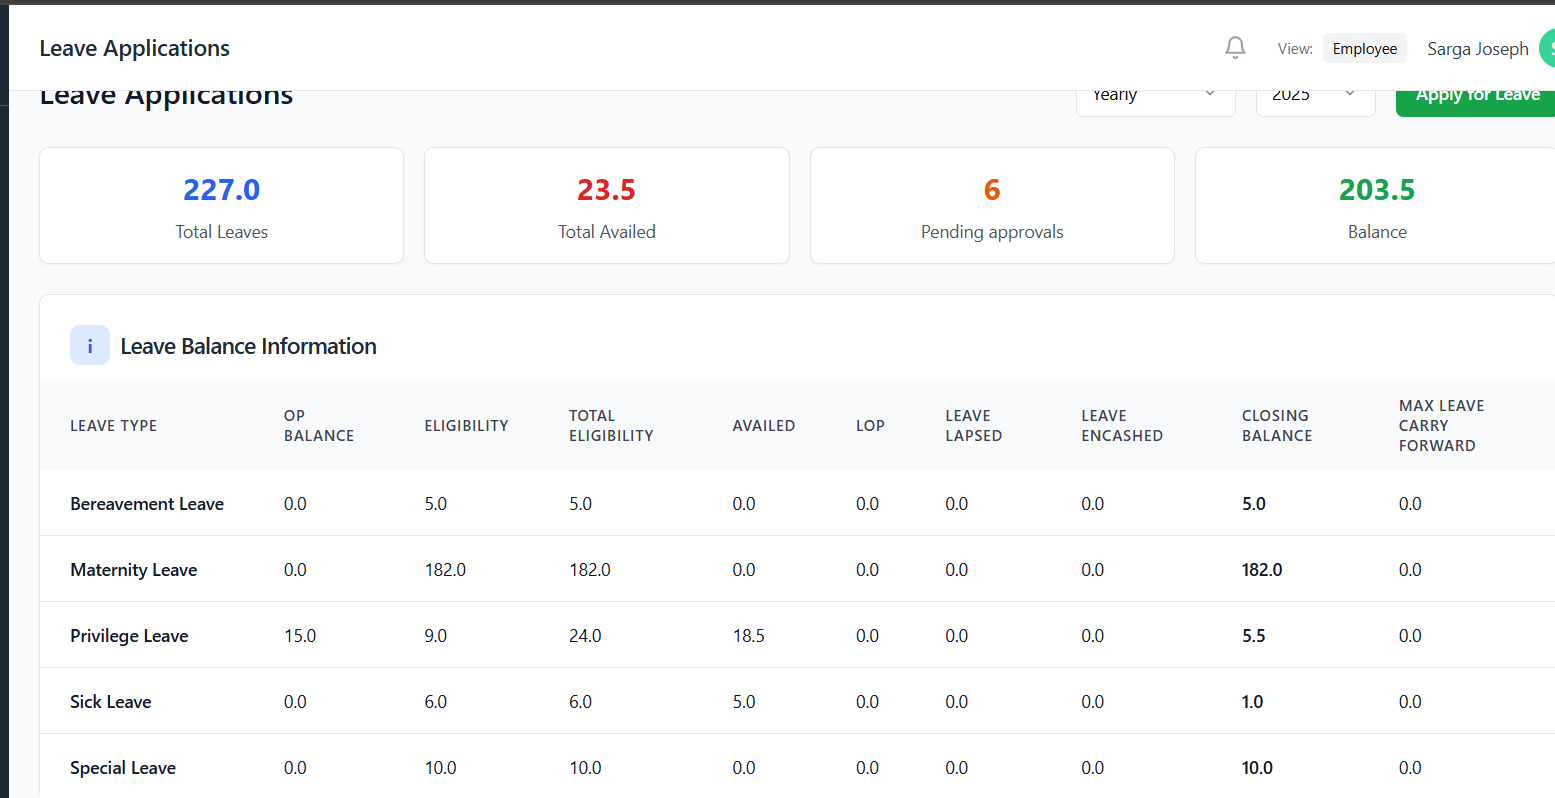 Leave Applications
View: Employee Sarga Joseph
Leave Applications
Yearly 2025 Apply for Leave
227.0 23.5 6 203.5
Total Leaves Total Availed Pending approvals Balance
i Leave Balance Information
LEAVE TYPE OP BALANCE ELIGIBILITY TOTAL ELIGIBILITY AVAILED LOP LEAVE LAPSED LEAVE ENCASHED CLOSING BALANCE MAX LEAVE CARRY FORWARD
Bereavement Leave 0.0 5.0 5.0 0.0 0.0 0.0 0.0 5.0 0.0
Maternity Leave 0.0 182.0 182.0 0.0 0.0 0.0 0.0 182.0 0.0
Privilege Leave 15.0 9.0 24.0 18.5 0.0 0.0 0.0 5.5 0.0
Sick Leave 0.0 6.0 6.0 5.0 0.0 0.0 0.0 1.0 0.0
Special Leave 0.0 10.0 10.0 0.0 0.0 0.0 0.0 10.0 0.0